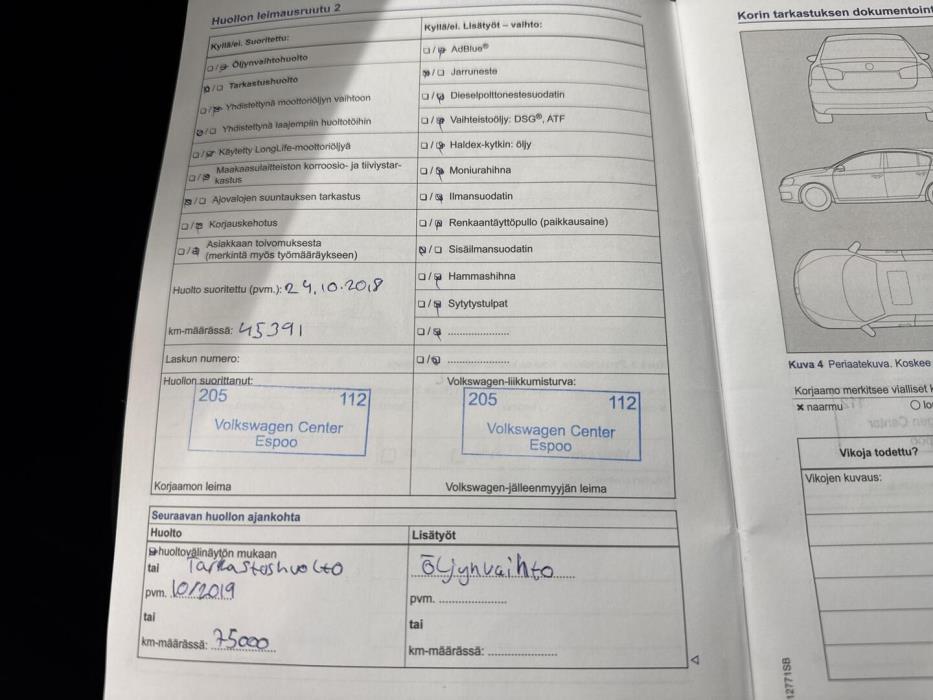 Huollon leimausruutu 2
Kyllä/ei. Suoritettu:
Öljynvaihtohuolto
Tarkastushuolto
Yhdistettynä moottoriöljyn vaihtoon
Yhdistettynä laajempiin huoltotöihin
Käytetty LongLife-moottoriöljyä
Maakaasulaitteiston korroosio- ja tiiviystar-
kastus
Ajovalojen suuntauksen tarkastus
Korjauskehotus
Asiakkaan toivomuksesta
(merkintä myös työmääräykseen)
Huolto suoritettu (pvm.): 24.10.2018
km-määrässä: 45391
Laskun numero:
Huollon suorittanut:
205 112
Volkswagen Center
Espoo
Korjaamon leima
Kyllä/ei. Lisätyöt – vaihto:
AdBlue®
Jarruneste
Dieselpolttonestesuodatin
Vaihteistoöljy: DSG®, ATF
Haldex-kytkin: öljy
Moniurahihna
Ilmansuodatin
Renkaantäyttöpullo (paikkausaine)
Sisäilmansuodatin
Hammashihna
Sytytystulpat
Volkswagen-liikkumisturva:
205 112
Volkswagen Center
Espoo
Volkswagen-jälleenmyyjän leima
Seuraavan huollon ajankohta
Huolto
huoltovälinäytön mukaan
tai Tarkastoshuolto
pvm. 10/2019
tai
km-määrässä: 75000
Lisätyöt
Öljynvaihto
pvm.
tai
km-määrässä:
Korin tarkastuksen dokumentoint
Kuva 4 Periaatekuva. Koskee
Korjaamo merkitsee vialliset k
naarmu lo
Vikoja todettu?
Vikojen kuvaus:
12771SB